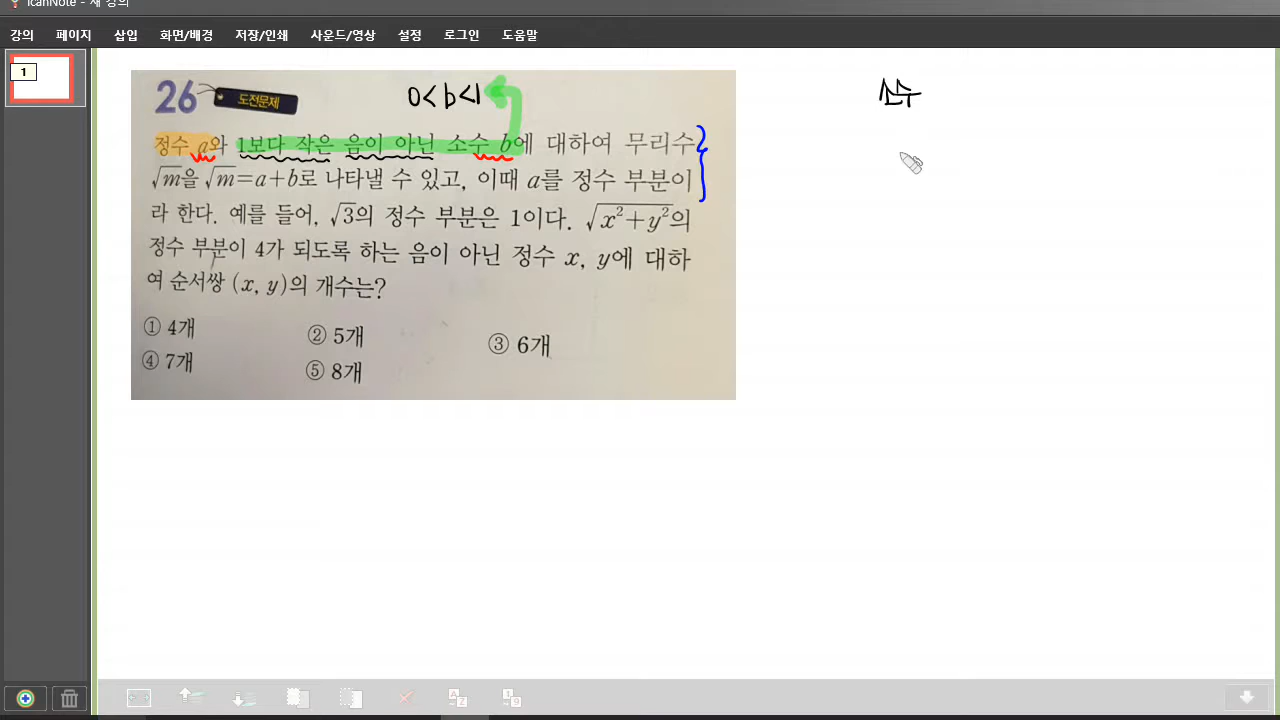 IcanNote - 새 강의
강의 페이지 삽입 화면/배경 저장/인쇄 사운드/영상 설정 로그인 도움말
1
26 도전문제
0<b<1
소수
정수 a와 1보다 작은 음이 아닌 소수 b에 대하여 무리수
√m을 √m=a+b로 나타낼 수 있고, 이때 a를 정수 부분이
라 한다. 예를 들어, √3의 정수 부분은 1이다. √x²+y²의
정수 부분이 4가 되도록 하는 음이 아닌 정수 x, y에 대하
여 순서쌍 (x, y)의 개수는?
① 4개 ② 5개 ③ 6개
④ 7개 ⑤ 8개